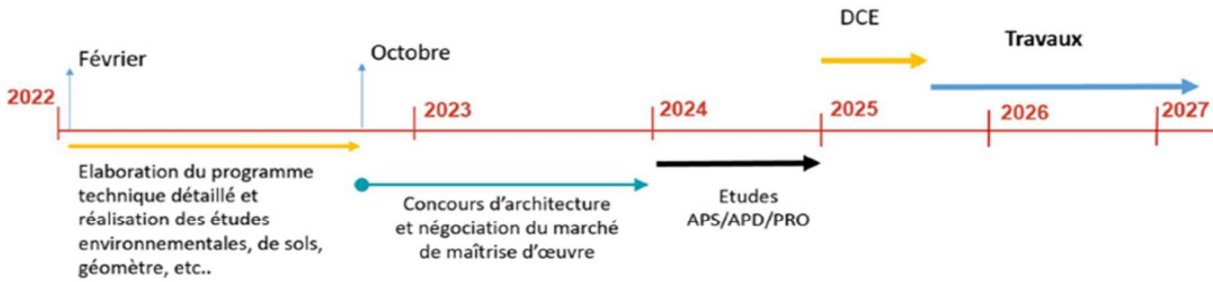 DCE
Travaux
Février
Octobre
2022
2023
2024
2025
2026
2027
Elaboration du programme
technique détaillé et
réalisation des études
environnementales, de sols,
géomètre, etc..
Concours d’architecture
et négociation du marché
de maîtrise d’œuvre
Etudes
APS/APD/PRO